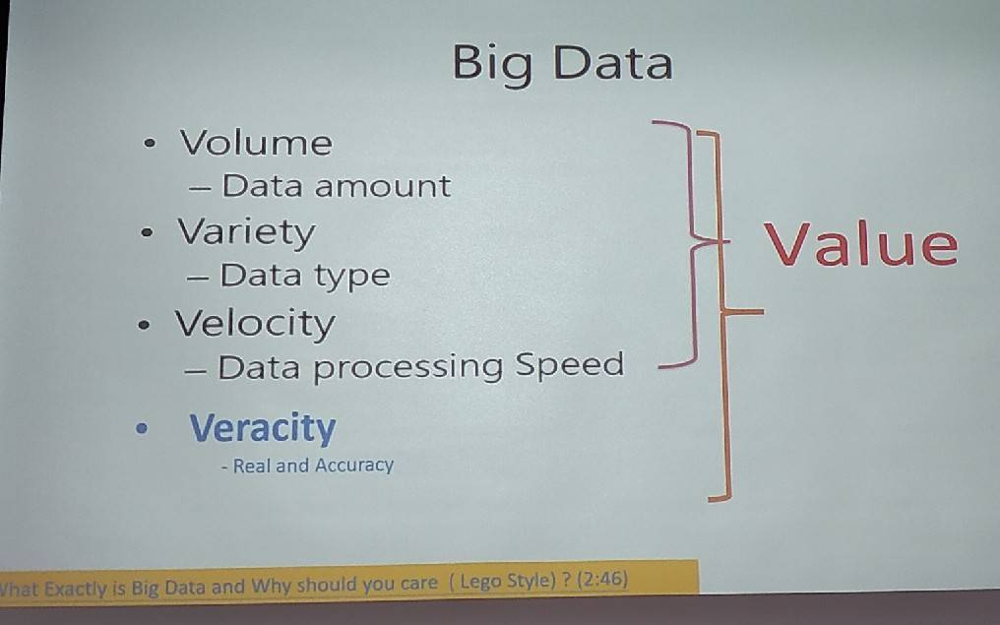 Big Data
• Volume
– Data amount
• Variety
– Data type
• Velocity
– Data processing Speed
• Veracity
- Real and Accuracy
Value
What Exactly is Big Data and Why should you care ( Lego Style) ? (2:46)